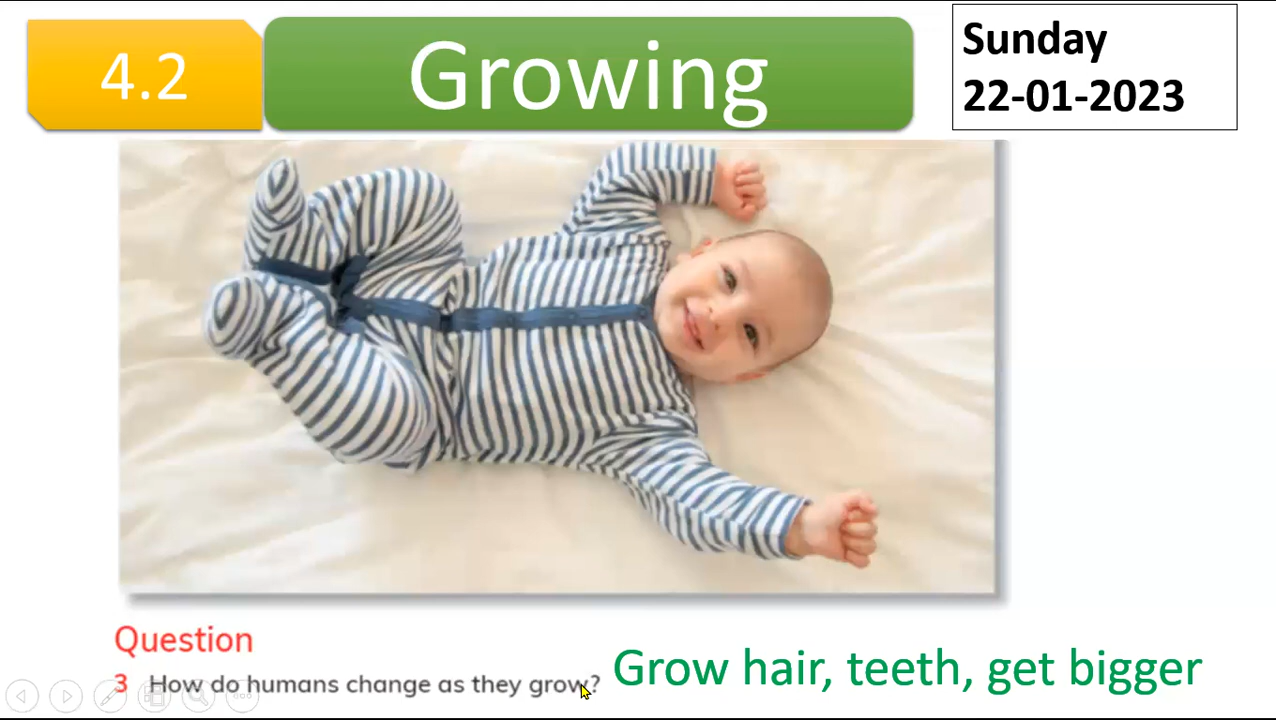 4.2
Growing
Sunday
22-01-2023
Question
3 How do humans change as they grow?
Grow hair, teeth, get bigger